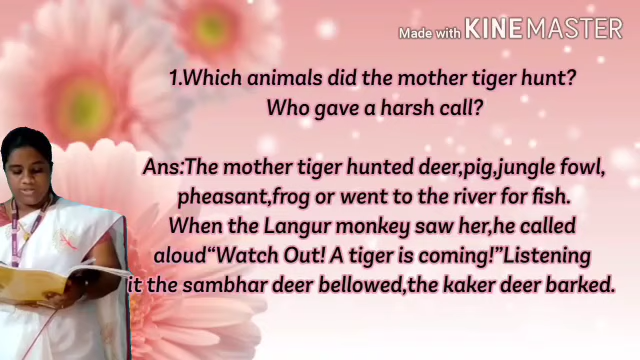 Made with KINEMASTER
1.Which animals did the mother tiger hunt?
Who gave a harsh call?
Ans:The mother tiger hunted deer,pig,jungle fowl,
pheasant,frog or went to the river for fish.
When the Langur monkey saw her,he called
aloud“Watch Out! A tiger is coming!”Listening
it the sambhar deer bellowed,the kaker deer barked.